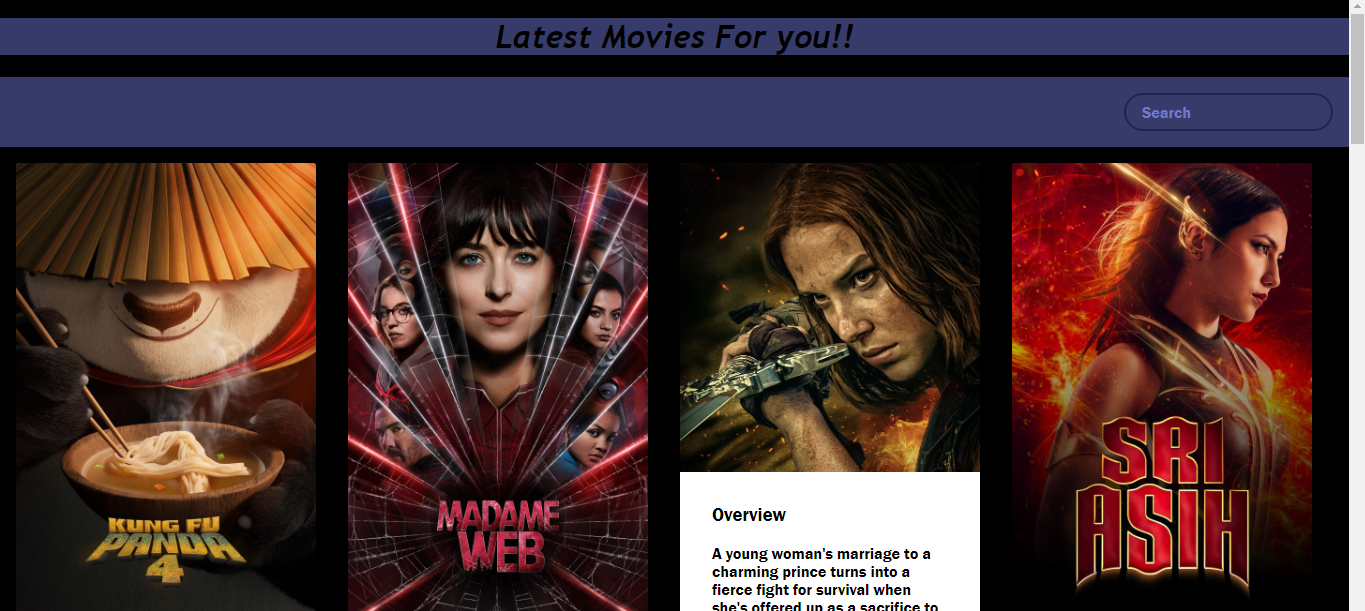 Latest Movies For you!!
Search
KUNG FU
PANDA
4
MADAME
WEB
Overview
A young woman's marriage to a
charming prince turns into a
fierce fight for survival when
she's offered up as a sacrifice to
SRI
ASIH